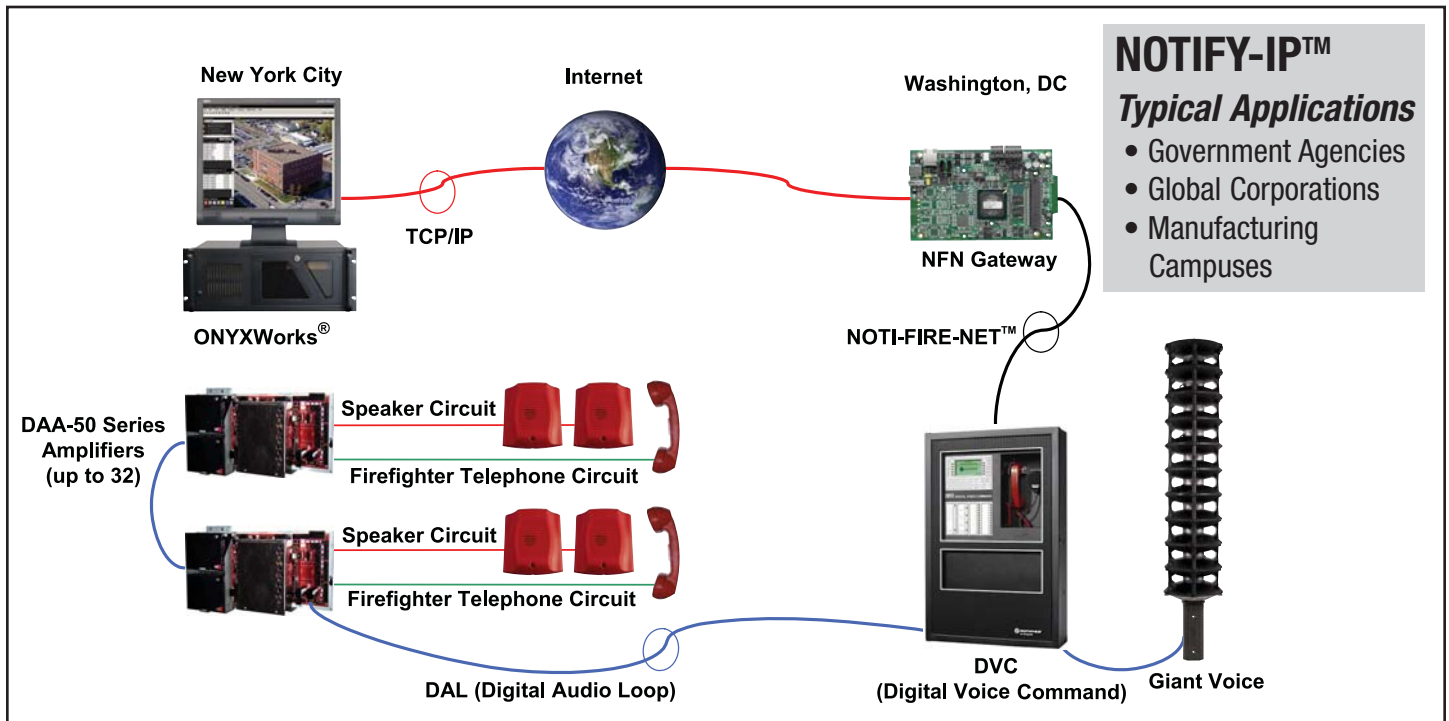 NOTIFY-IP™
Typical Applications
• Government Agencies
• Global Corporations
• Manufacturing
Campuses
New York City
Internet
Washington, DC
TCP/IP
NFN Gateway
ONYXWorks®
NOTI-FIRE-NET™
DAA-50 Series
Amplifiers
(up to 32)
Speaker Circuit
Firefighter Telephone Circuit
Speaker Circuit
Firefighter Telephone Circuit
DAL (Digital Audio Loop)
DVC
(Digital Voice Command)
Giant Voice